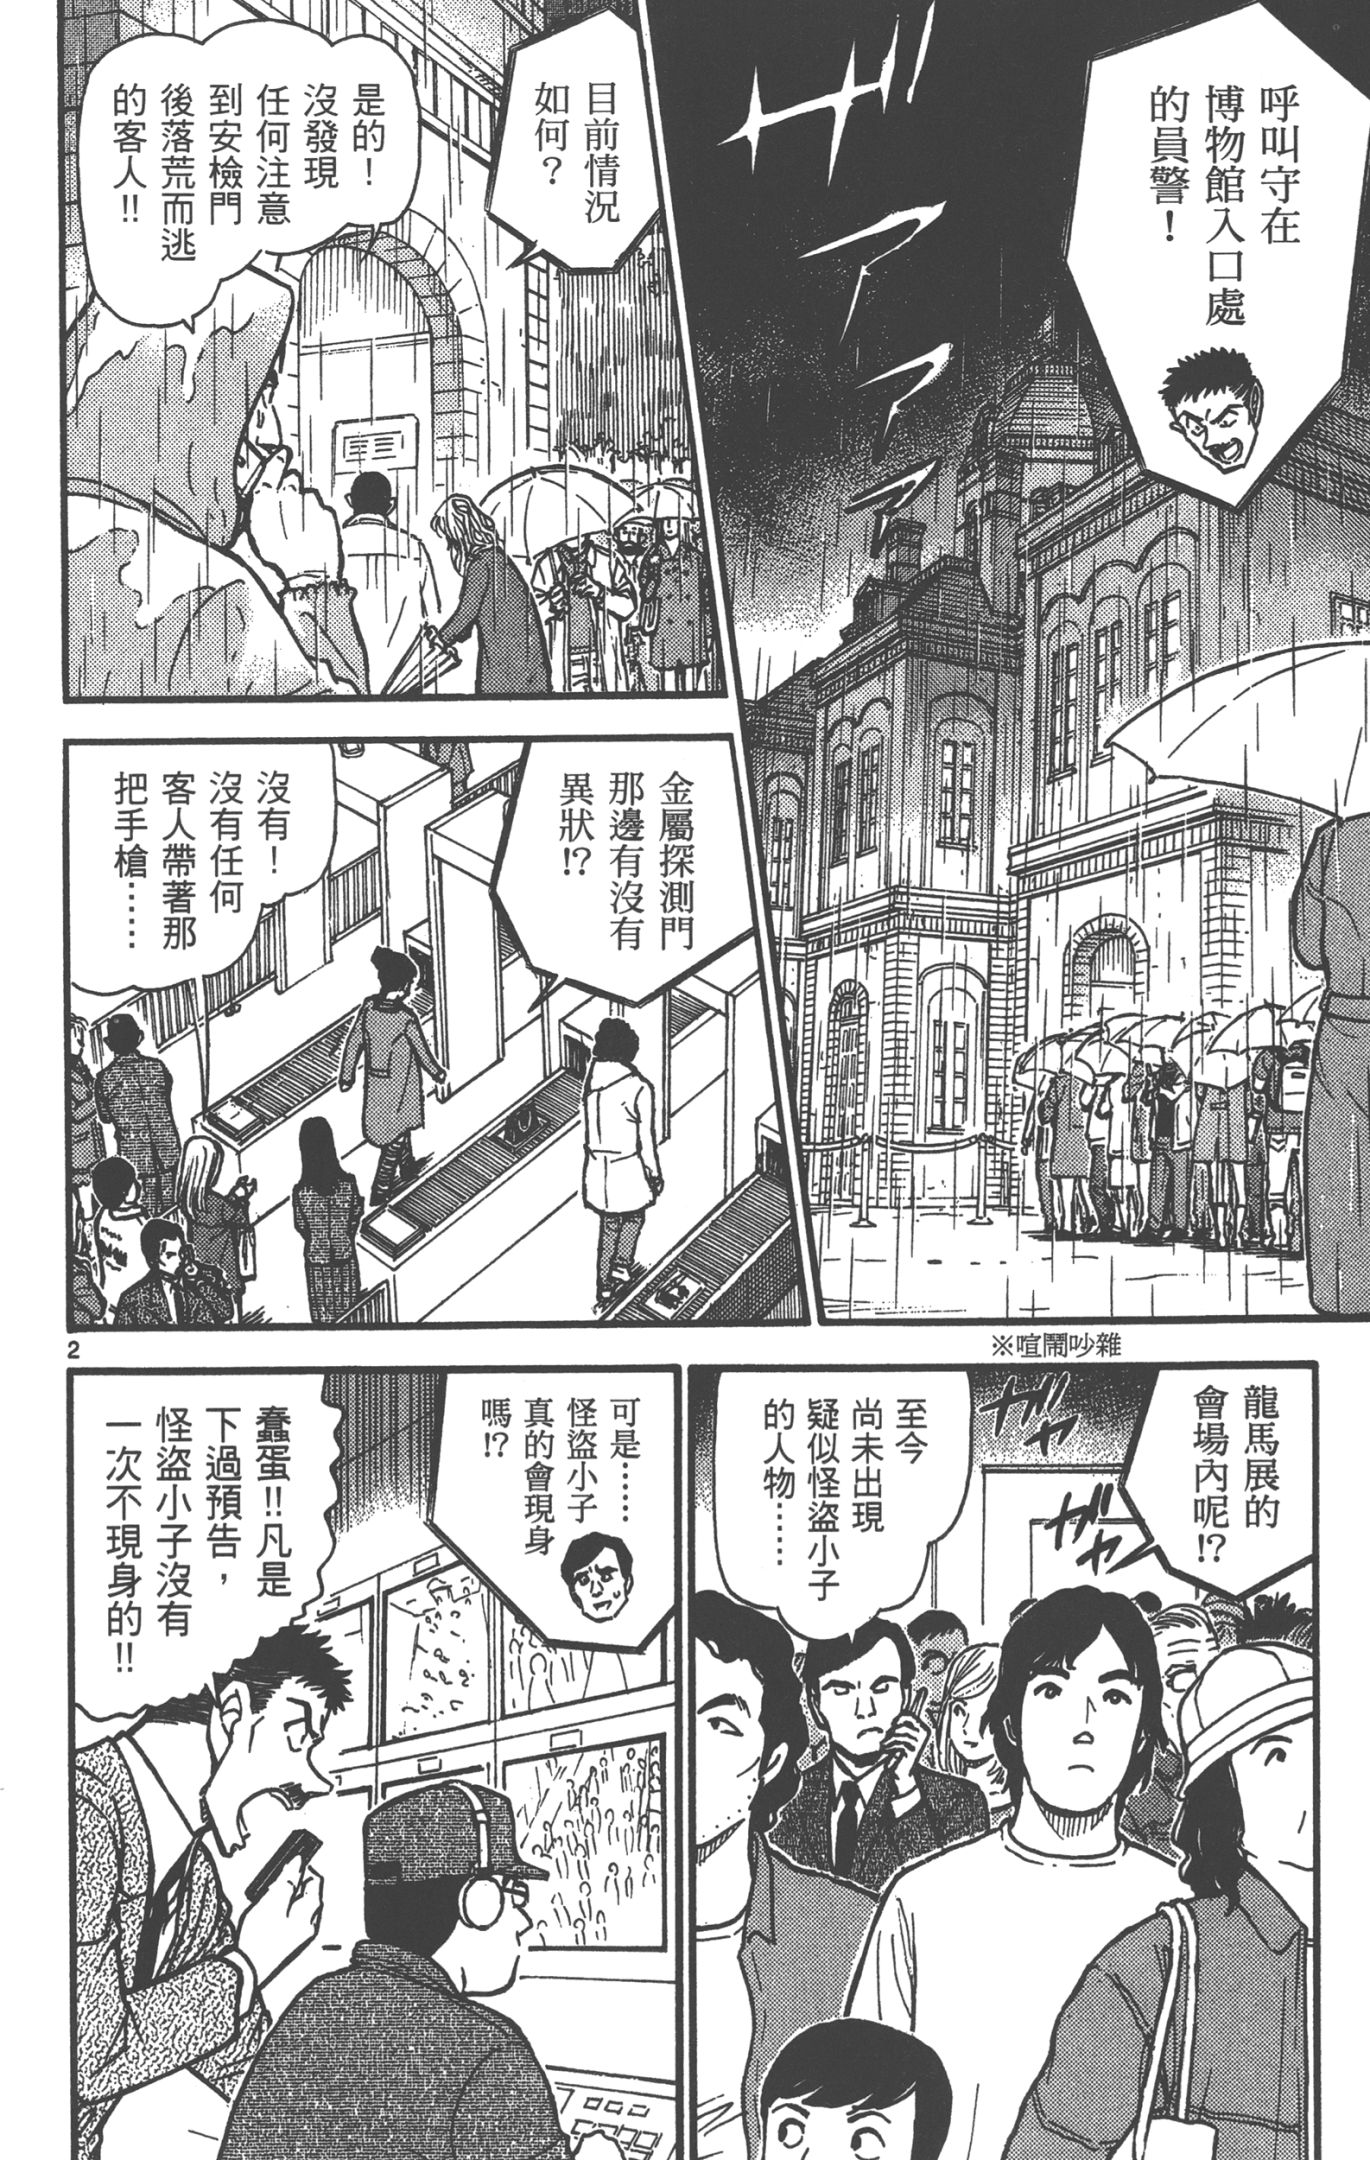 呼叫守在
博物館入口處
的員警！
目前情況
如何？
是的！
沒發現
任何注意
到安檢門
後落荒而逃
的客人!!
金屬探測門
那邊有沒有
異狀!?
沒有！
沒有任何
客人帶著那
把手槍……
2
※喧鬧吵雜
龍馬展的
會場內呢!?
ガヤ
ガヤ
至今
尚未出現
疑似怪盜小子
的人物……
可是……
怪盜小子
真的會現身
嗎!?
蠢蛋!!凡是
下過預告，
怪盜小子沒有
一次不現身的!!